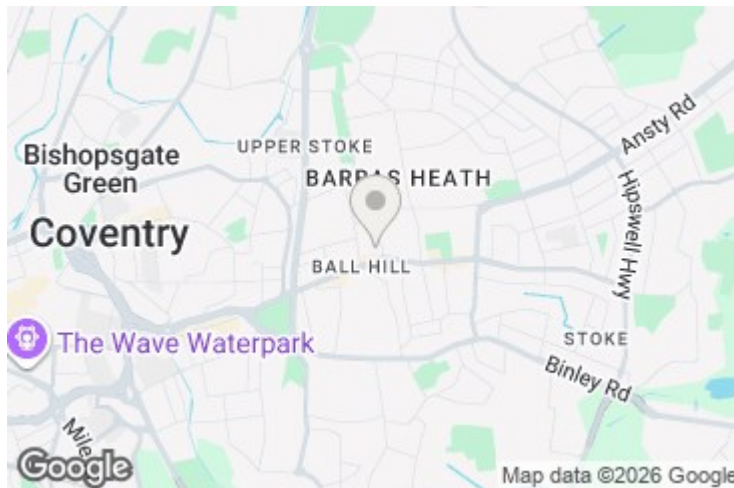 Ansty Rd
UPPER STOKE
Bishopsgate
Green
BARRAS HEATH
Hipswell Hwy
Coventry
BALL HILL
The Wave Waterpark
STOKE
Binley Rd
Mile
Google
Map data ©2026 Google